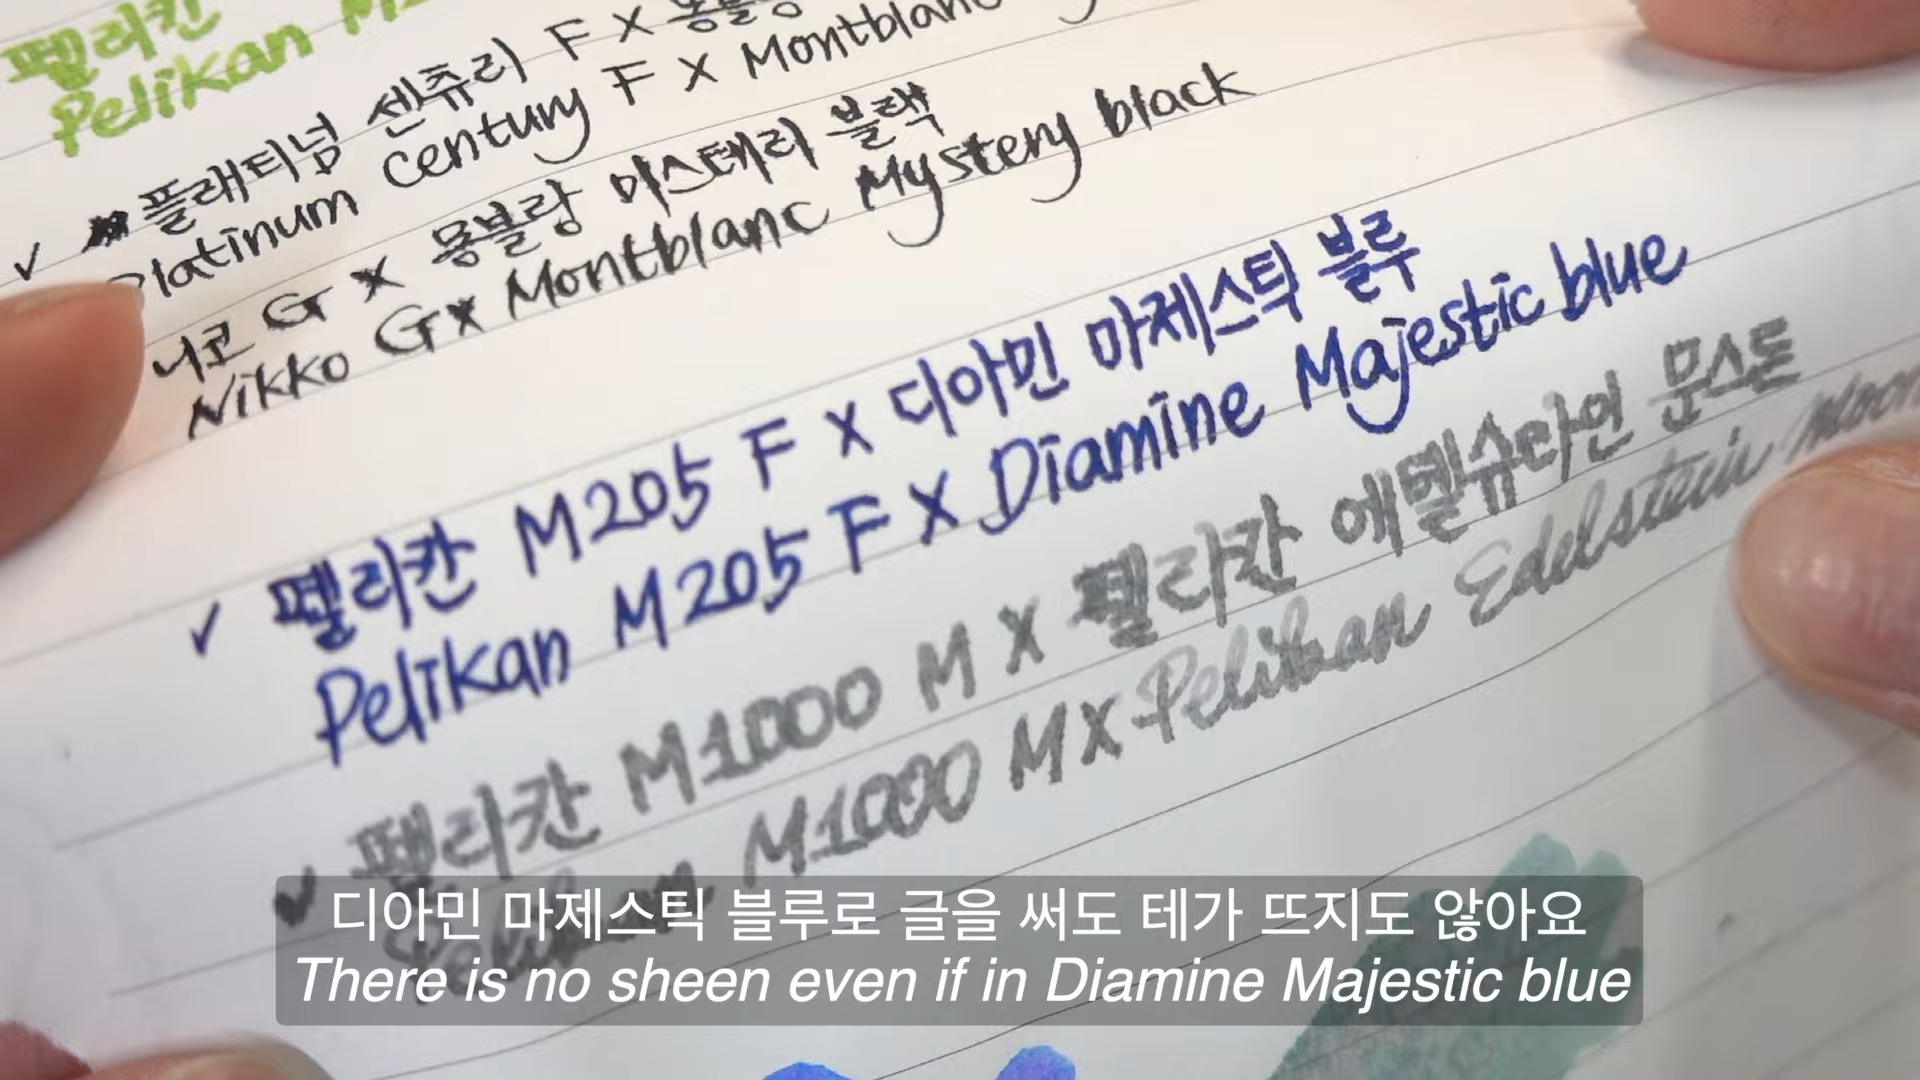 펠리칸
Pelikan
플래티넘 센츄리 F X 몽블랑
Platinum Century F X Montblanc
니코 G X 몽블랑 미스테리 블랙
Nikko G X Montblanc Mystery black
✓ 펠리칸 M205 F X 디아민 마제스틱 블루
Pelikan M205 F X Diamine Majestic blue
✓ 펠리칸 M1000 M X 펠리칸 에델슈타인 문스톤
Pelikan M1000 M X Pelikan Edelstein
디아민 마제스틱 블루로 글을 써도 테가 뜨지도 않아요
There is no sheen even if in Diamine Majestic blue